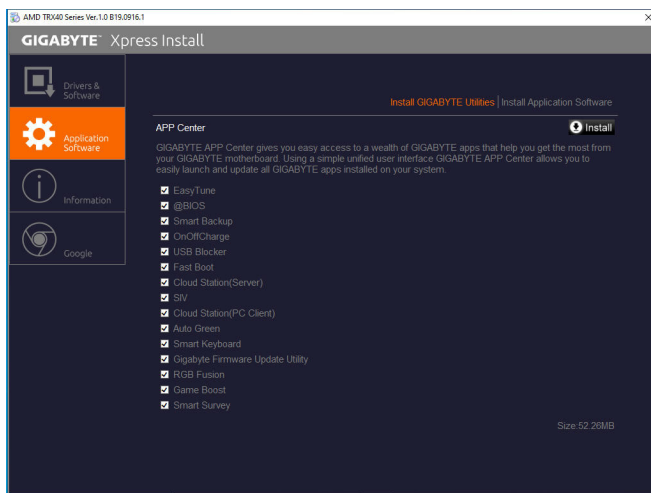 AMD TRX40 Series Ver.1.0 B19.0916.1
GIGABYTE™ Xpress Install
Drivers &
Software
Install GIGABYTE Utilities | Install Application Software
Application
Software
APP Center
Install
GIGABYTE APP Center gives you easy access to a wealth of GIGABYTE apps that help you get the most from
your GIGABYTE motherboard. Using a simple unified user interface GIGABYTE APP Center allows you to
easily launch and update all GIGABYTE apps installed on your system.
Information
Google
EasyTune
@BIOS
Smart Backup
OnOffCharge
USB Blocker
Fast Boot
Cloud Station(Server)
SIV
Cloud Station(PC Client)
Auto Green
Smart Keyboard
Gigabyte Firmware Update Utility
RGB Fusion
Game Boost
Smart Survey
Size:52.26MB